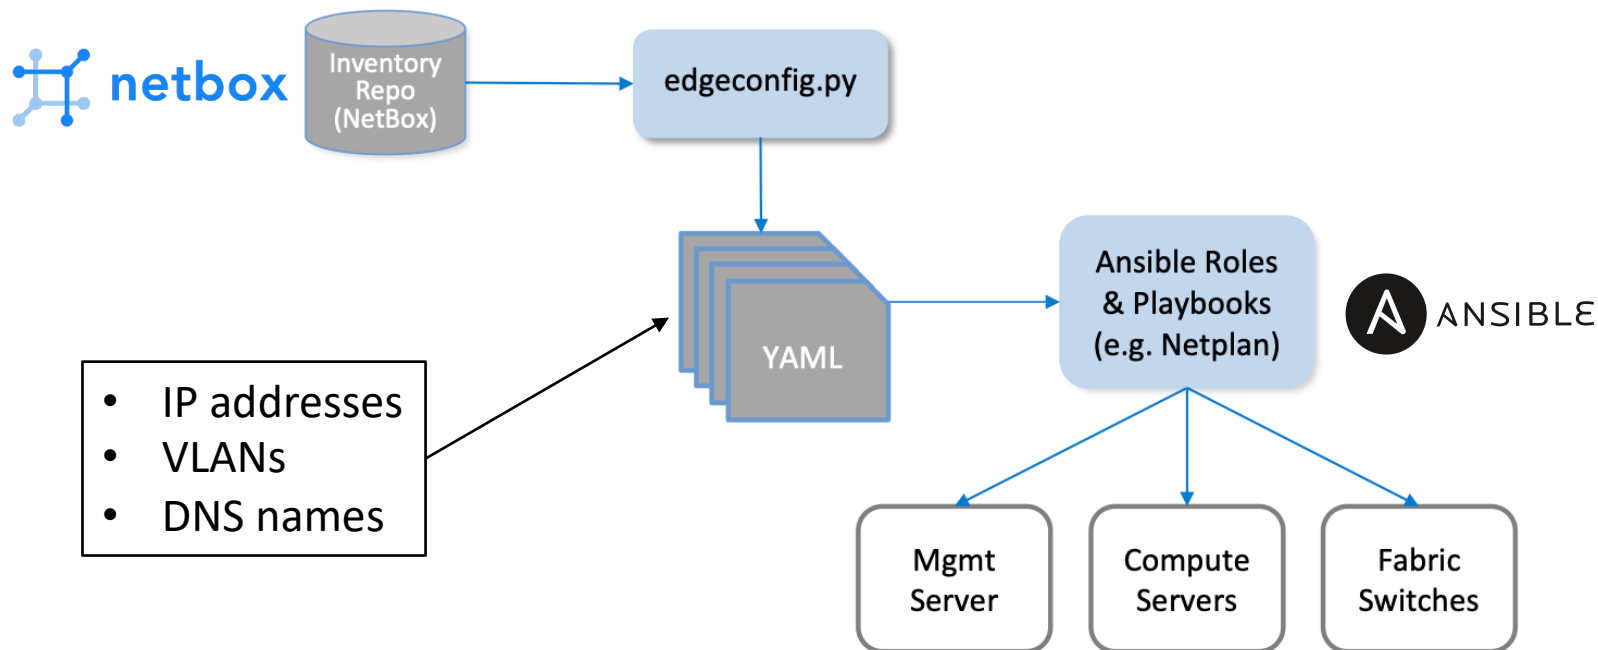 netbox
Inventory
Repo
(NetBox)
edgeconfig.py
YAML
Ansible Roles
& Playbooks
(e.g. Netplan)
ANSIBLE
• IP addresses
• VLANs
• DNS names
Mgmt
Server
Compute
Servers
Fabric
Switches